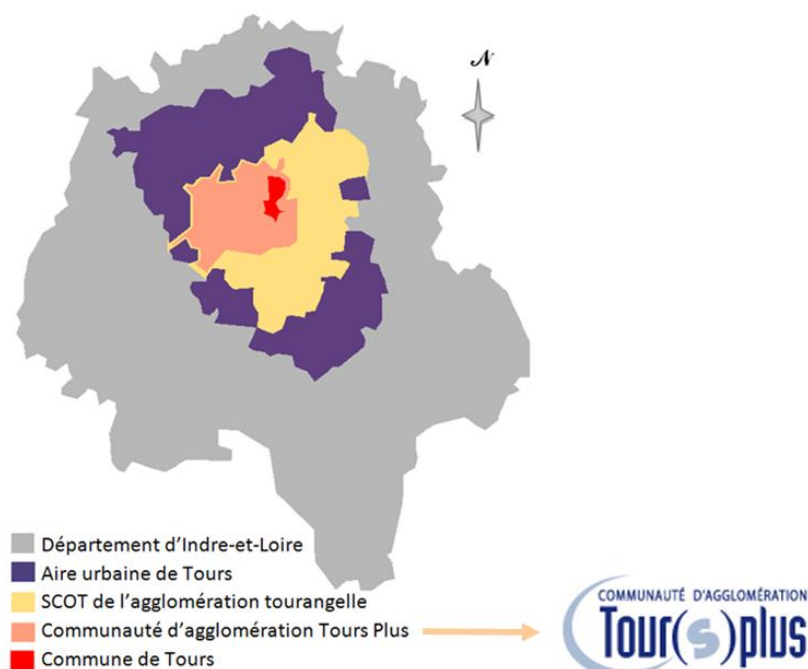 N
Département d’Indre-et-Loire
Aire urbaine de Tours
SCOT de l’agglomération tourangelle
Communauté d’agglomération Tours Plus
Commune de Tours
COMMUNAUTÉ D'AGGLOMÉRATION
Tour(s)plus